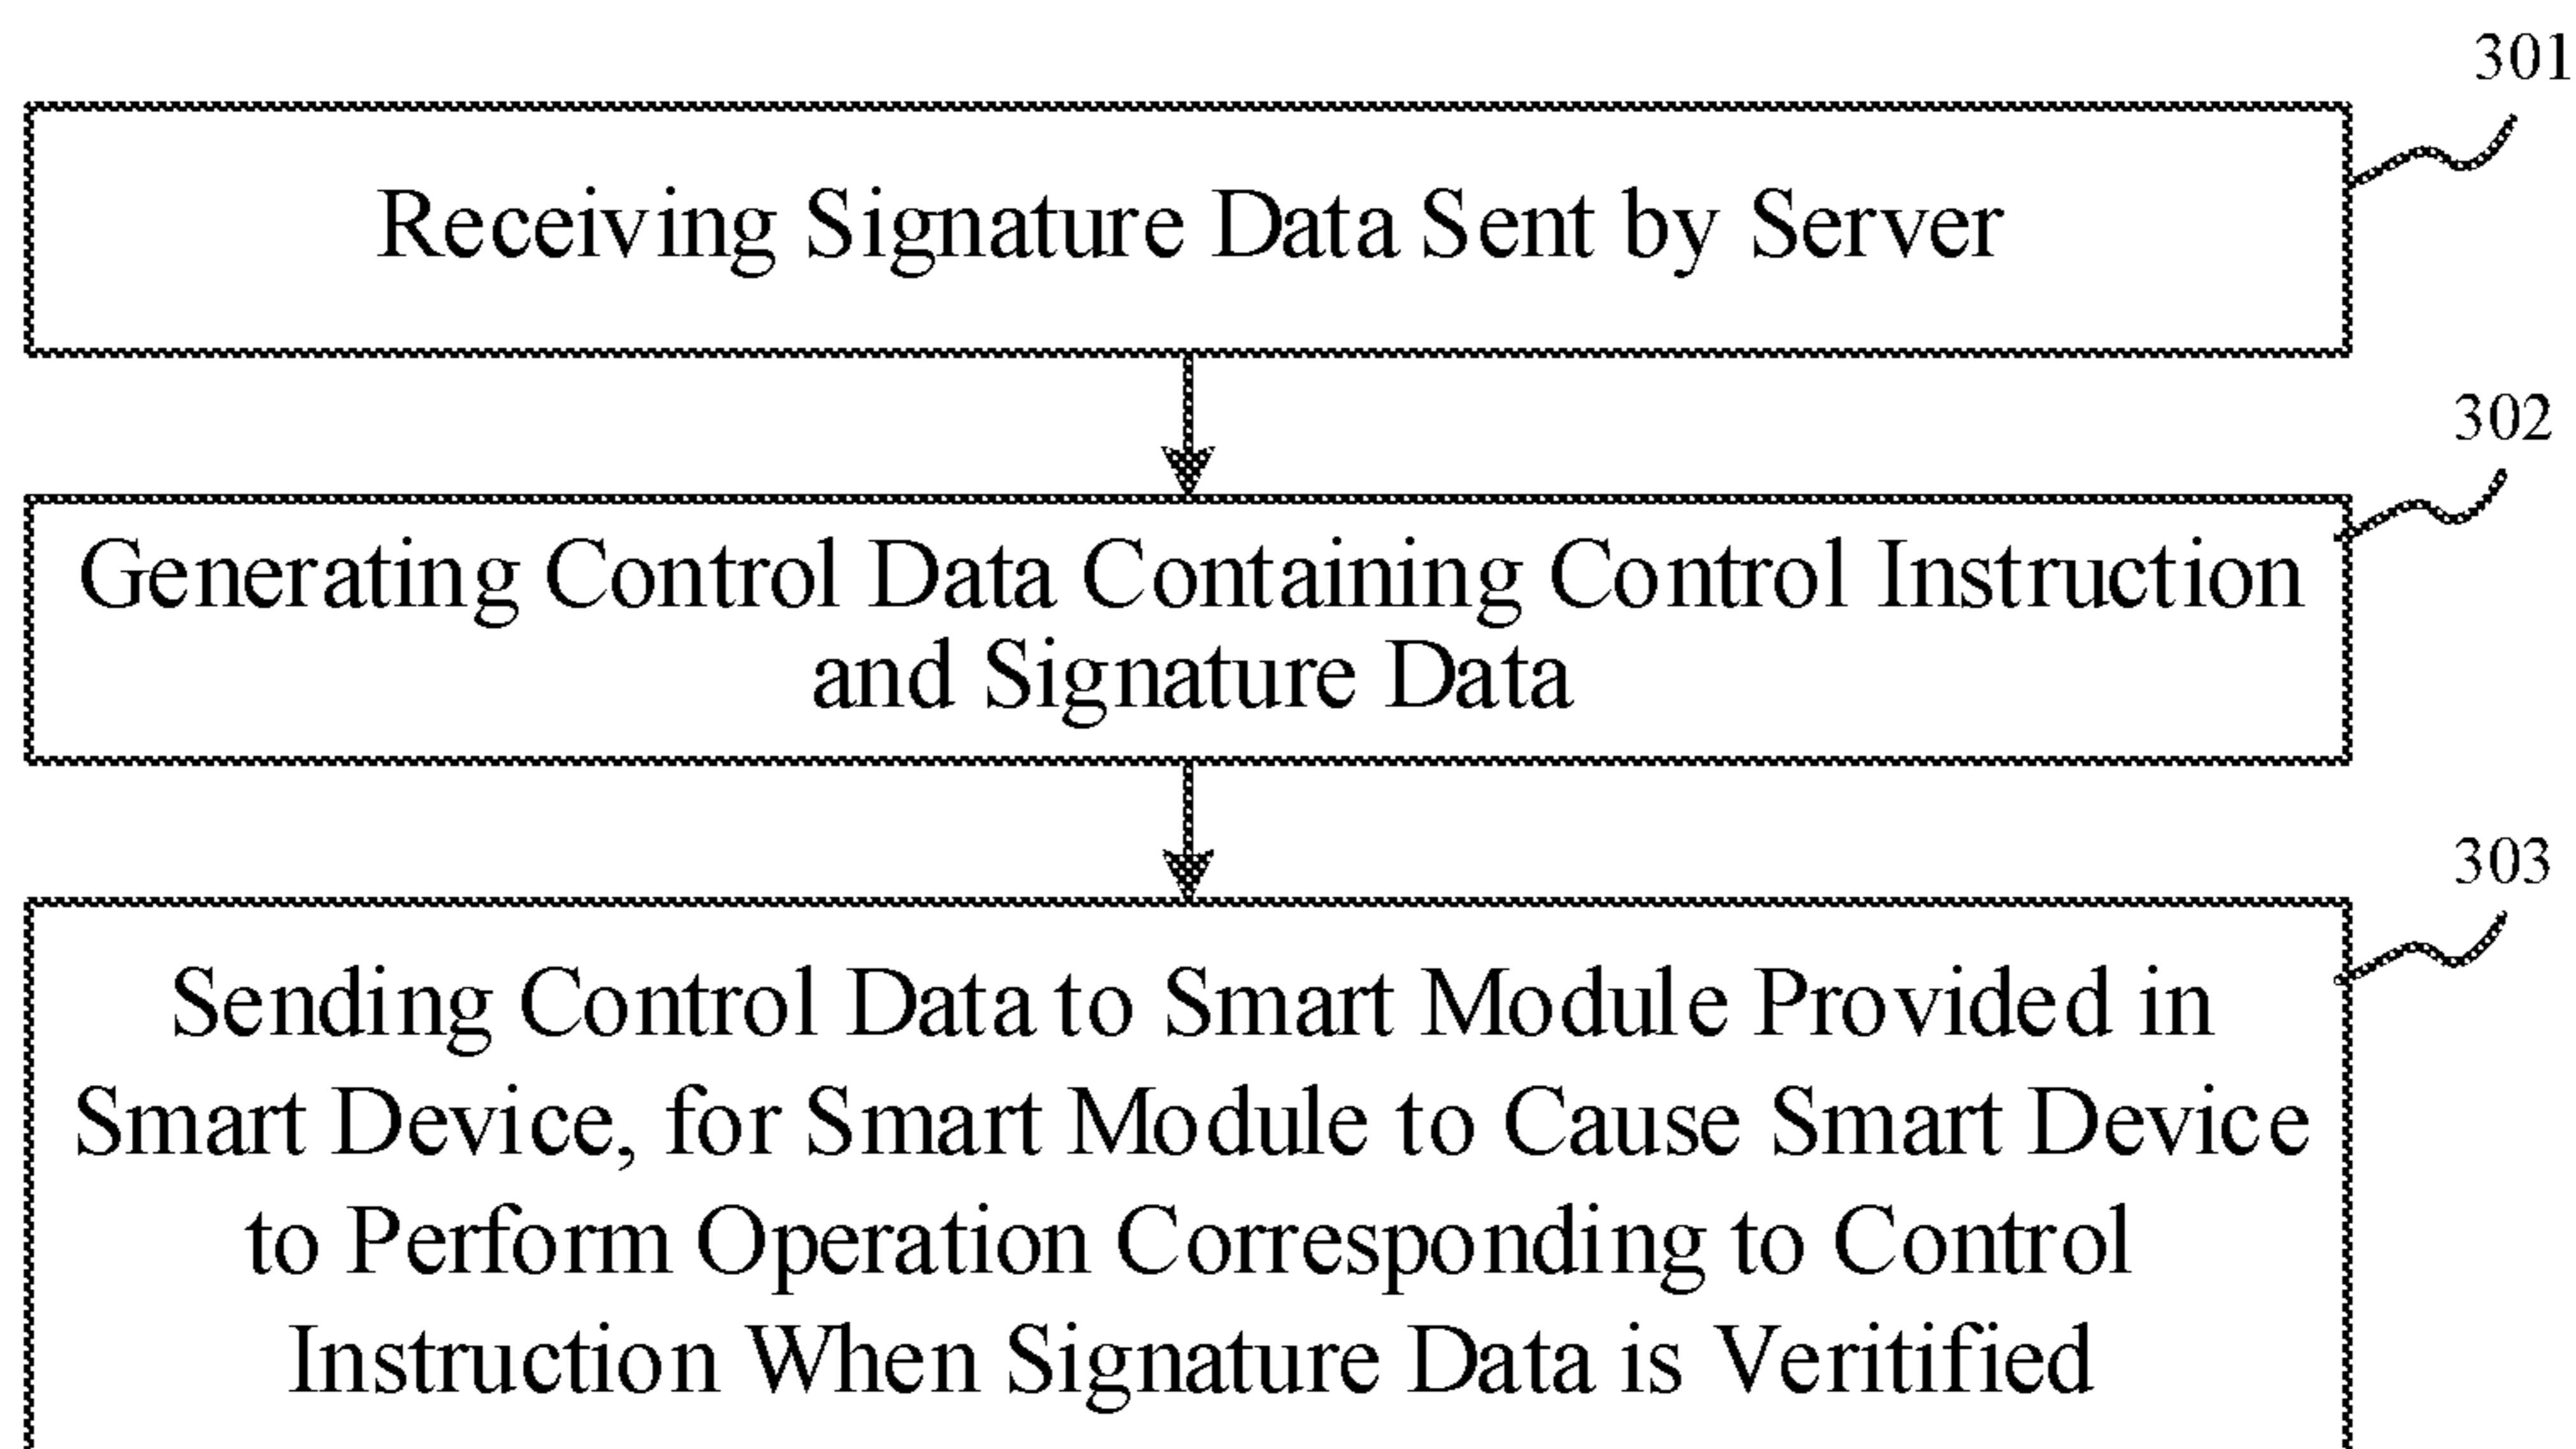 301
Receiving Signature Data Sent by Server
302
Generating Control Data Containing Control Instruction
and Signature Data
303
Sending Control Data to Smart Module Provided in
Smart Device, for Smart Module to Cause Smart Device
to Perform Operation Corresponding to Control
Instruction When Signature Data is Veritified